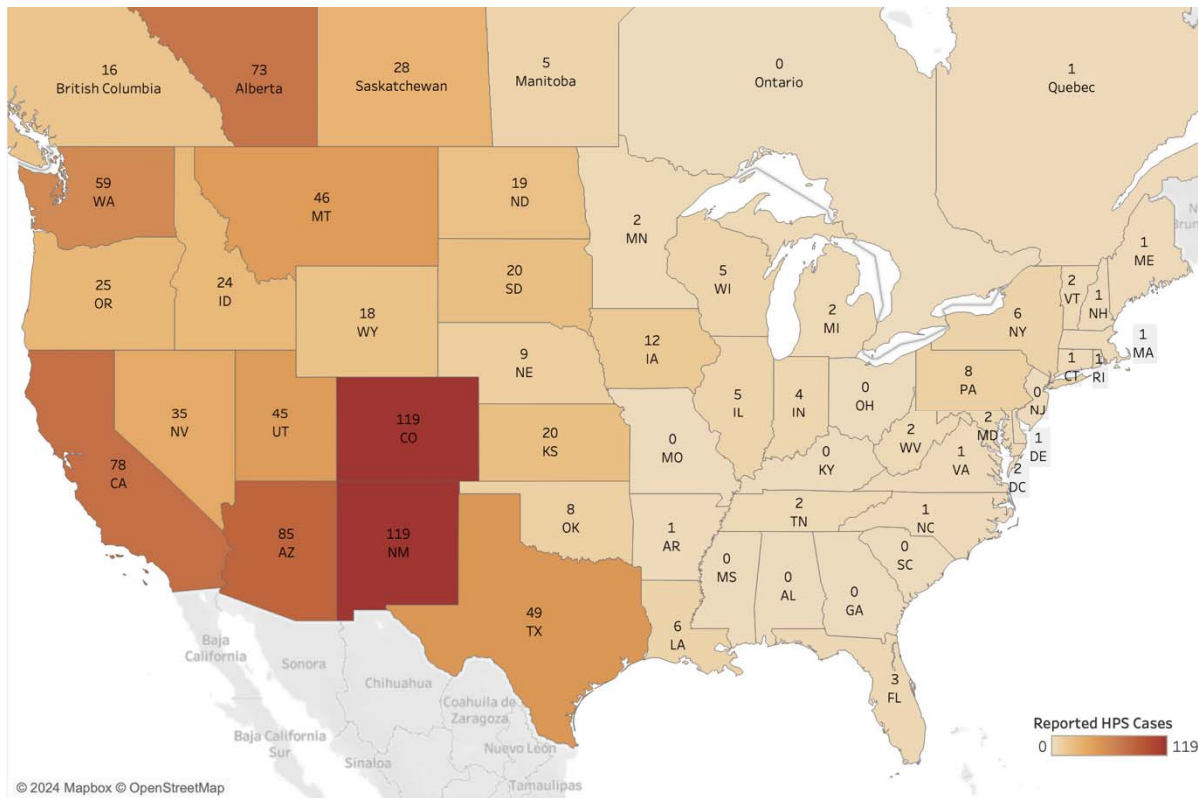 16
British Columbia
73
Alberta
28
Saskatchewan
5
Manitoba
0
Ontario
1
Quebec
59
WA
46
MT
19
ND
2
MN
1
ME
25
OR
24
ID
18
WY
20
SD
5
WI
2
MI
6
NY
2
VT
1
NH
1
MA
9
NE
12
IA
1
CT
1
RI
78
CA
35
NV
45
UT
119
CO
20
KS
0
MO
5
IL
4
IN
0
OH
8
PA
0
NJ
2
MD
1
DE
2
DC
2
WV
1
VA
0
KY
85
AZ
119
NM
8
OK
1
AR
2
TN
1
NC
0
SC
49
TX
6
LA
0
MS
0
AL
0
GA
3
FL
Baja
California
Sonora
Chihuahua
Coahuila de
Zaragoza
Baja California
Sur
Sinaloa
Nuevo León
Tamaulipas
Reported HPS Cases
0
119
© 2024 Mapbox © OpenStreetMap